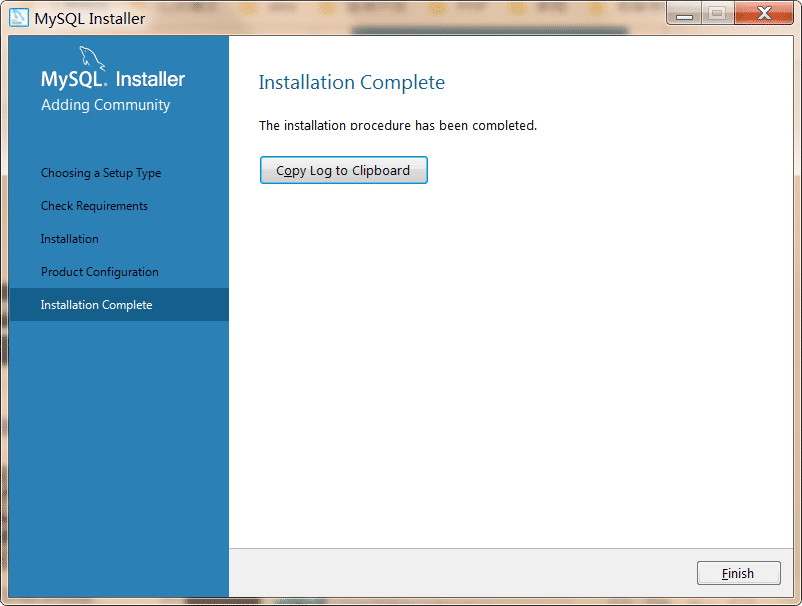 MySQL Installer
MySQL. Installer
Adding Community
Choosing a Setup Type
Check Requirements
Installation
Product Configuration
Installation Complete
Installation Complete
The installation procedure has been completed.
Copy Log to Clipboard
Finish